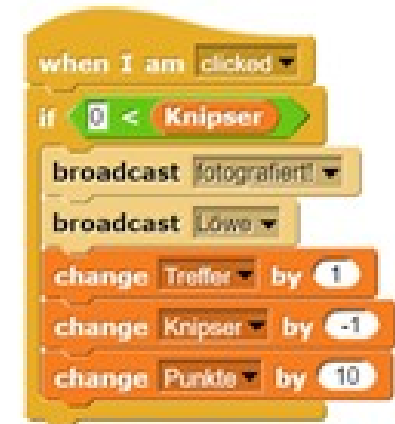 when I am clicked
if 0 < Knipser
broadcast fotografiert!
broadcast Löwe
change Treffer by 1
change Knipser by -1
change Punkte by 10